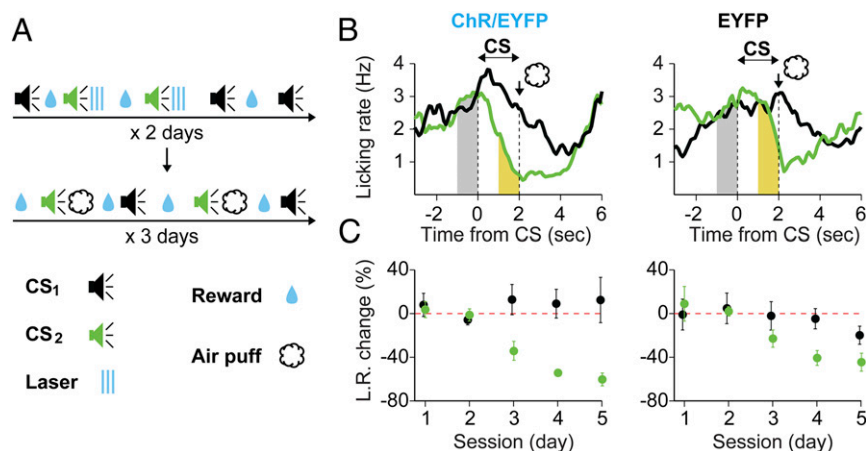 A
x 2 days
x 3 days
CS1
CS2
Laser
Reward
Air puff
B
ChR/EYFP
EYFP
CS
CS
Licking rate (Hz)
4
3
2
1
4
3
2
1
-2 0 2 4 6
-2 0 2 4 6
Time from CS (sec)
Time from CS (sec)
C
L.R. change (%)
40
0
-40
-80
40
0
-40
-80
1 2 3 4 5
1 2 3 4 5
Session (day)
Session (day)